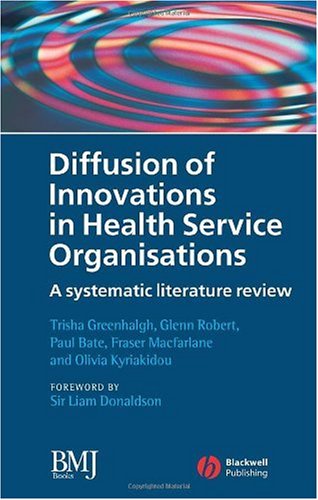 Diffusion of
Innovations
in Health Service
Organisations
A systematic literature review
Trisha Greenhalgh, Glenn Robert,
Paul Bate, Fraser Macfarlane
and Olivia Kyriakidou
FOREWORD BY
Sir Liam Donaldson
BMJ
Books
Blackwell
Publishing